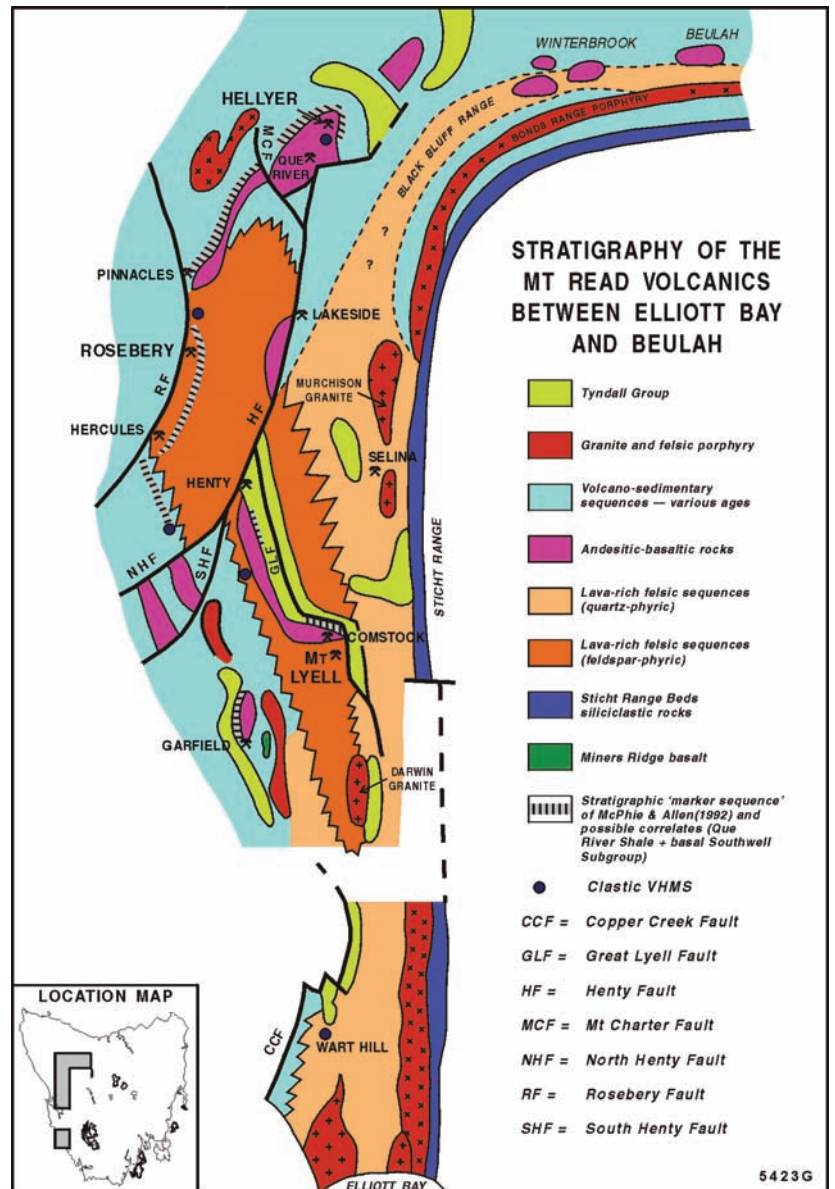 WINTERBROOK
BEULAH
HELLYER
MCF
QUE
RIVER
BLACK BLUFF RANGE
BONDS RANGE PORPHYRY
?
?
PINNACLES
LAKESIDE
ROSEBERY
RF
HF
MURCHISON
GRANITE
HERCULES
SELINA
HENTY
GLF
NHF
SHF
STICHT RANGE
COMSTOCK
MT
LYELL
GARFIELD
DARWIN
GRANITE
CCF
WART HILL
ELLIOTT BAY
STRATIGRAPHY OF THE
MT READ VOLCANICS
BETWEEN ELLIOTT BAY
AND BEULAH
Tyndall Group
Granite and felsic porphyry
Volcano-sedimentary
sequences — various ages
Andesitic-basaltic rocks
Lava-rich felsic sequences
(quartz-phyric)
Lava-rich felsic sequences
(feldspar-phyric)
Sticht Range Beds
siliciclastic rocks
Miners Ridge basalt
Stratigraphic 'marker sequence'
of McPhie & Allen(1992) and
possible correlates (Que
River Shale + basal Southwell
Subgroup)
Clastic VHMS
CCF = Copper Creek Fault
GLF = Great Lyell Fault
HF = Henty Fault
MCF = Mt Charter Fault
NHF = North Henty Fault
RF = Rosebery Fault
SHF = South Henty Fault
LOCATION MAP
5423G